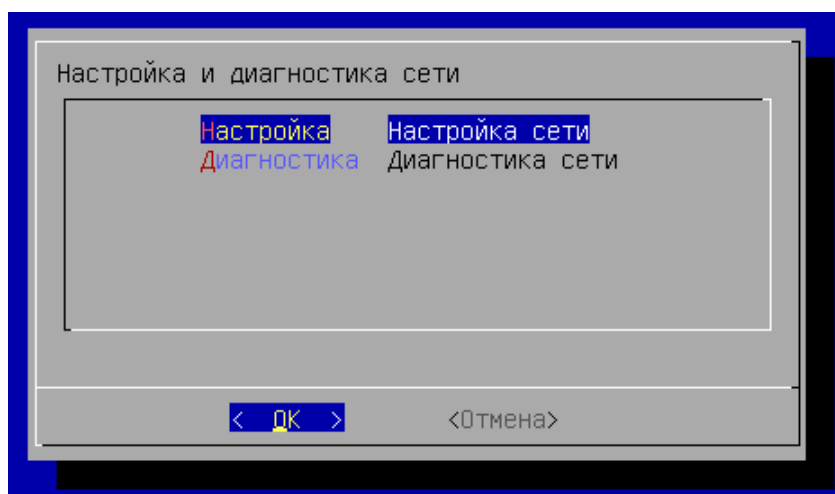 Настройка и диагностика сети
Настройка Настройка сети
Диагностика Диагностика сети
< OK > <Отмена>